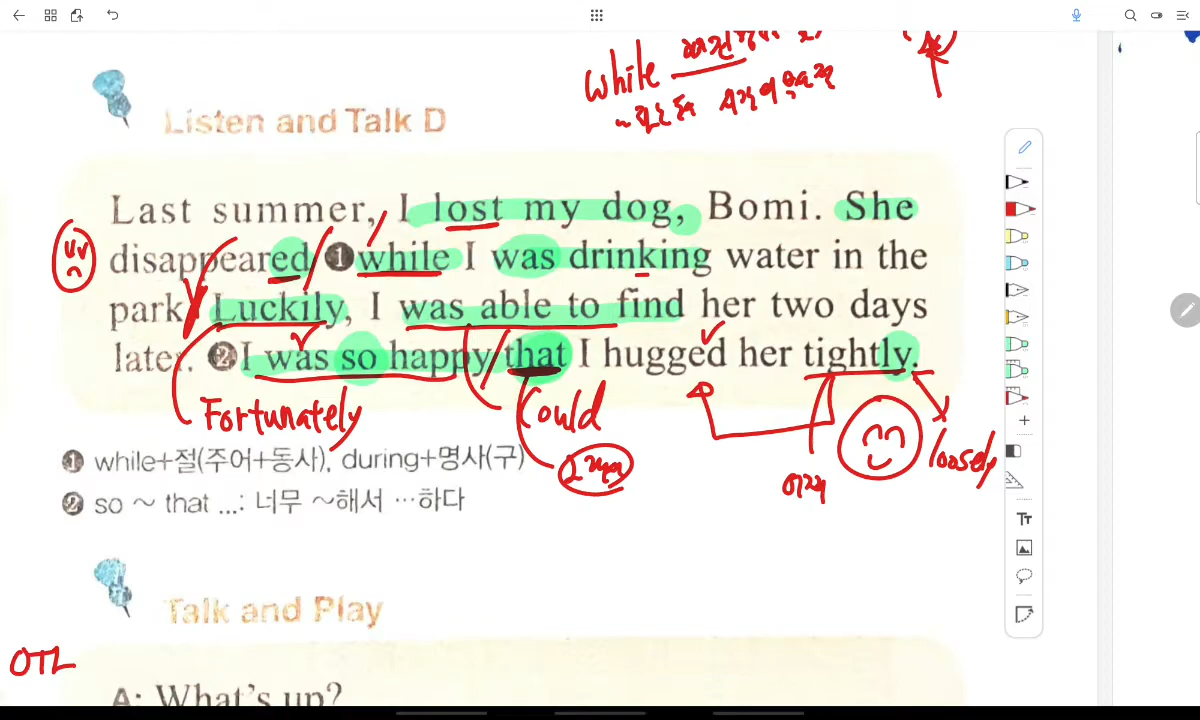 while
Listen and Talk D
Last summer, I lost my dog, Bomi. She
disappeared ❶while I was drinking water in the
park. Luckily, I was able to find her two days
later. ❷I was so happy that I hugged her tightly.
Fortunately
Could
loosely
❶ while+절(주어+동사), during+명사(구)
❷ so ~ that ...: 너무 ~해서 …하다
Talk and Play
OTL
A: What's up?
Tт